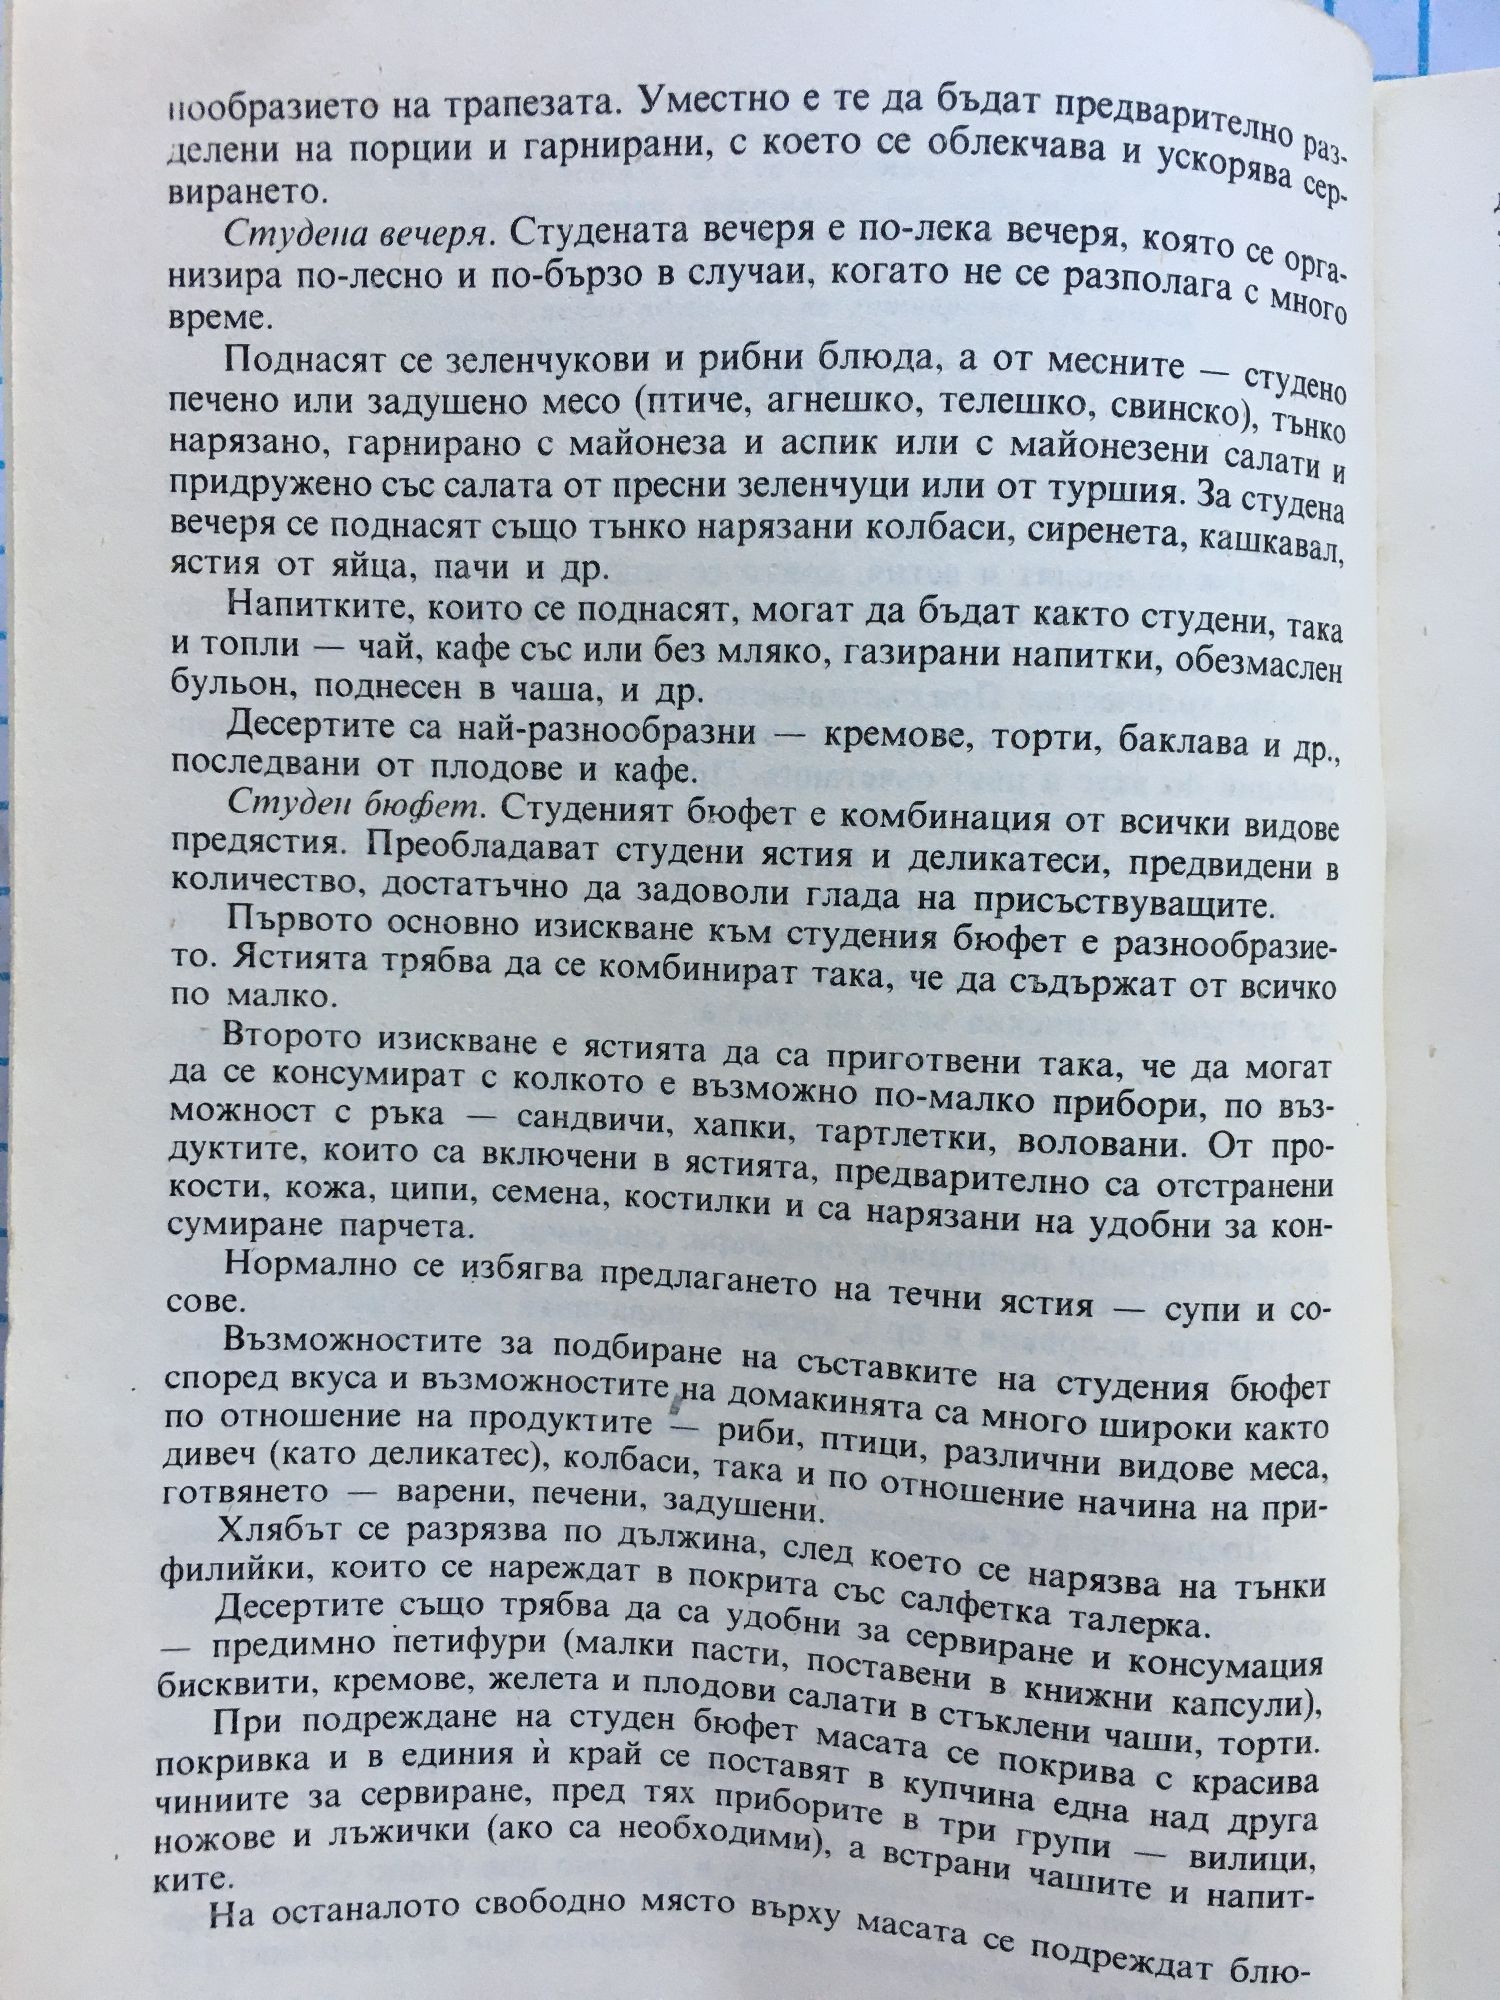 нообразието на трапезата. Уместно е те да бъдат предварително раз-
делени на порции и гарнирани, с което се облекчава и ускорява сер-
вирането.
Студена вечеря. Студената вечеря е по-лека вечеря, която се орга-
низира по-лесно и по-бързо в случаи, когато не се разполага с много
време.
Поднасят се зеленчукови и рибни блюда, а от месните — студено
печено или задушено месо (птиче, агнешко, телешко, свинско), тънко
нарязано, гарнирано с майонеза и аспик или с майонезени салати и
придружено със салата от пресни зеленчуци или от туршия. За студена
вечеря се поднасят също тънко нарязани колбаси, сиренета, кашкавал,
ястия от яйца, пачи и др.
Напитките, които се поднасят, могат да бъдат както студени, така
и топли — чай, кафе със или без мляко, газирани напитки, обезмаслен
бульон, поднесен в чаша, и др.
Десертите са най-разнообразни — кремове, торти, баклава и др.,
последвани от плодове и кафе.
Студен бюфет. Студеният бюфет е комбинация от всички видове
предястия. Преобладават студени ястия и деликатеси, предвидени в
количество, достатъчно да задоволи глада на присъствуващите.
Първото основно изискване към студения бюфет е разнообразие-
то. Ястията трябва да се комбинират така, че да съдържат от всичко
по малко.
Второто изискване е ястията да са приготвени така, че да могат
да се консумират с колкото е възможно по-малко прибори, по въз-
можност с ръка — сандвичи, хапки, тартлетки, воловани. От про-
дуктите, които са включени в ястията, предварително са отстранени
кости, кожа, ципи, семена, костилки и са нарязани на удобни за кон-
сумиране парчета.
Нормално се избягва предлагането на течни ястия — супи и со-
сове.
Възможностите за подбиране на съставките на студения бюфет
според вкуса и възможностите на домакинята са много широки както
по отношение на продуктите — риби, птици, различни видове меса,
дивеч (като деликатес), колбаси, така и по отношение начина на при-
готвянето — варени, печени, задушени.
Хлябът се разрязва по дължина, след което се нарязва на тънки
филийки, които се нареждат в покрита със салфетка талерка.
Десертите също трябва да са удобни за сервиране и консумация
— предимно петифури (малки пасти, поставени в книжни капсули),
бисквити, кремове, желета и плодови салати в стъклени чаши, торти.
При подреждане на студен бюфет масата се покрива с красива
покривка и в единия ѝ край се поставят в купчина една над друга
чиниите за сервиране, пред тях приборите в три групи — вилици,
ножове и лъжички (ако са необходими), а встрани чашите и напит-
ките.
На останалото свободно място върху масата се подреждат блю-